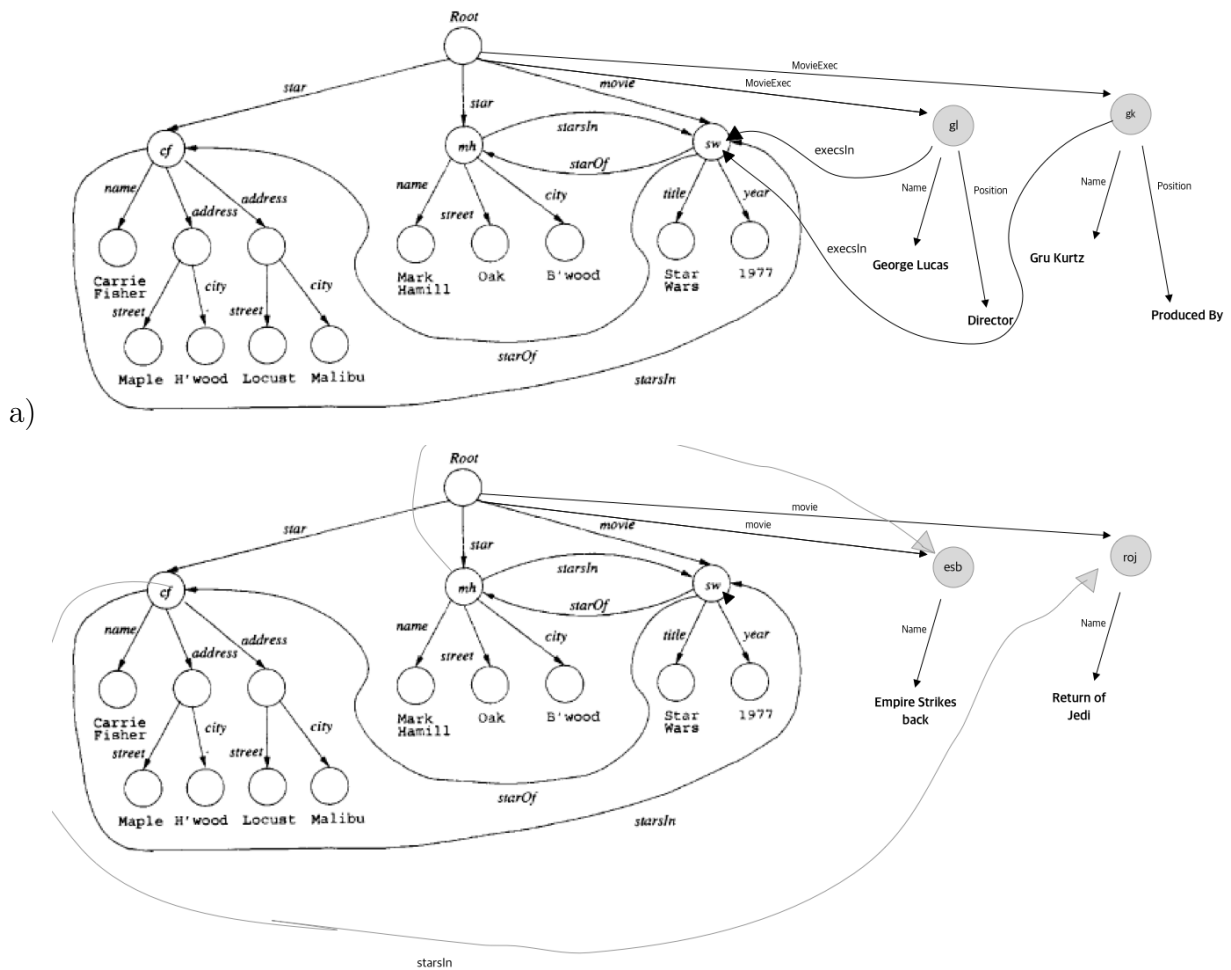 Root
MovieExec
movie
MovieExec
star
star
starsIn
gk
gl
cf
mh
sw
execsIn
starOf
name
address
address
name
street
city
title
year
Name
Position
Name
Position
execsIn
Carrie
Fisher
Mark
Hamill
Oak
B'wood
Star
Wars
1977
George Lucas
Gru Kurtz
street
city
street
city
Director
Produced By
starOf
Maple
H'wood
Locust
Malibu
starsIn
a)
Root
movie
star
star
movie
movie
starsIn
esb
roj
cf
mh
sw
starOf
name
address
address
name
street
city
title
year
Name
Name
Carrie
Fisher
Mark
Hamill
Oak
B'wood
Star
Wars
1977
Empire Strikes
back
Return of
Jedi
street
city
street
city
starOf
Maple
H'wood
Locust
Malibu
starsIn
starsIn